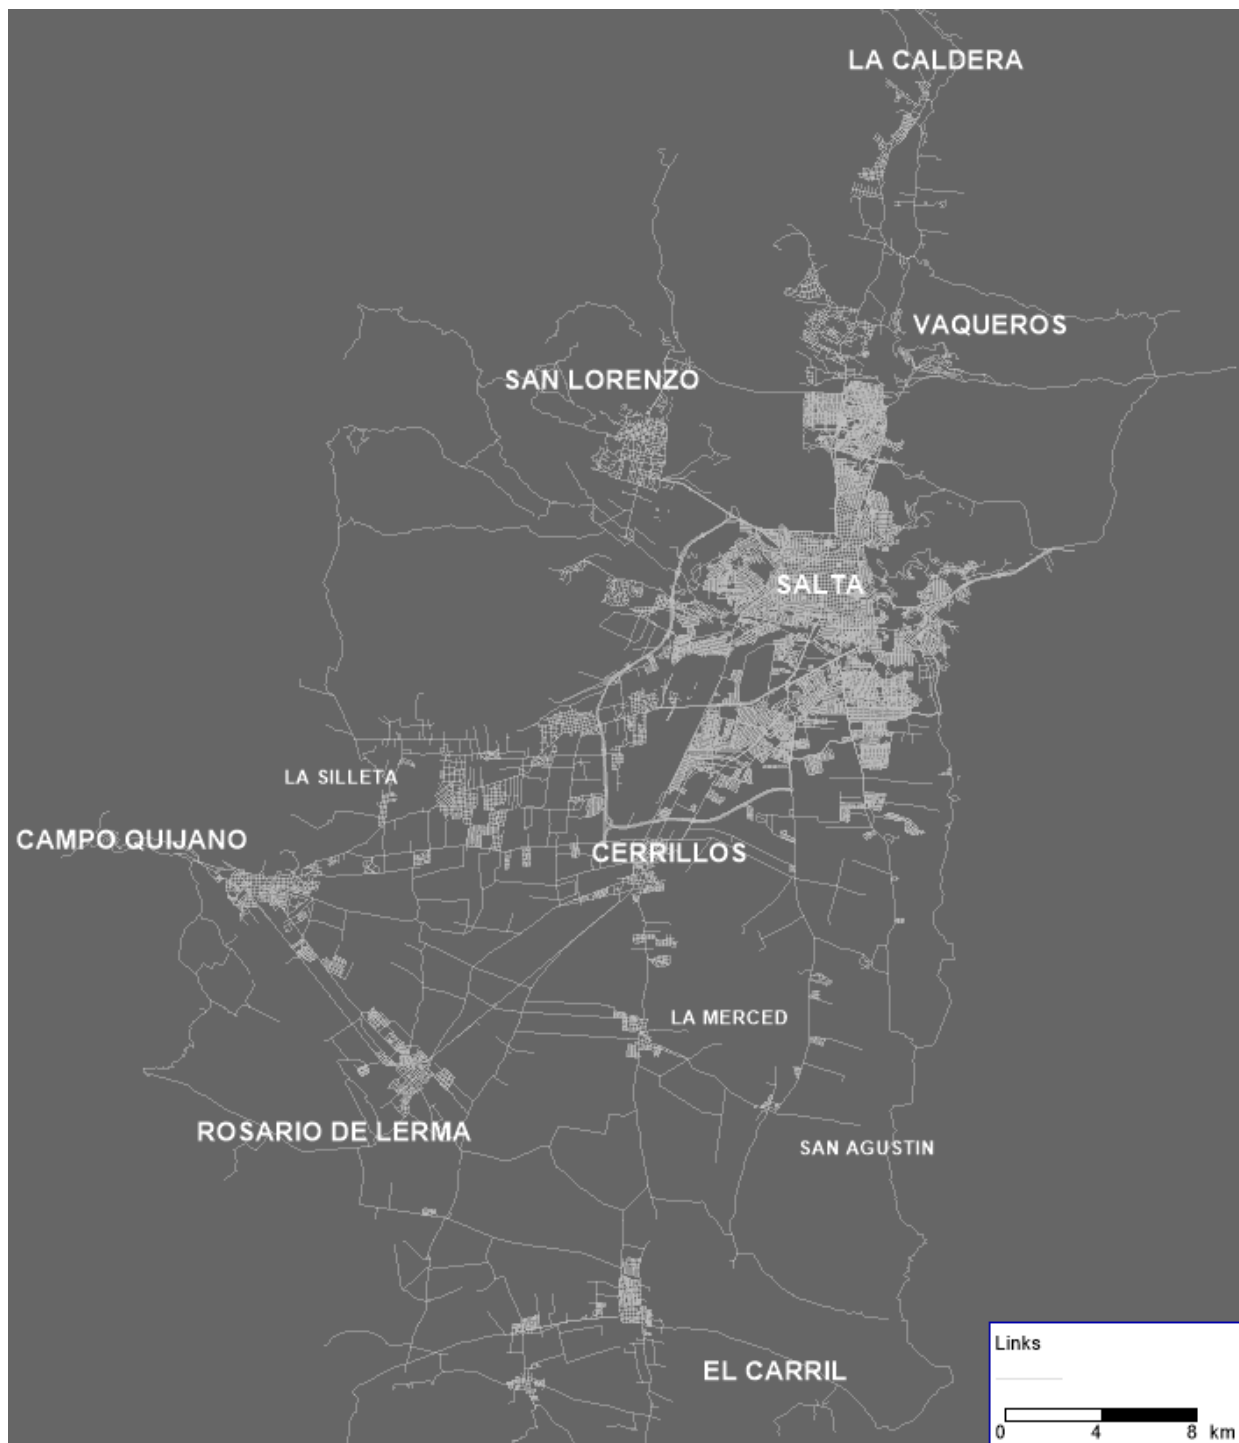 LA CALDERA
VAQUEROS
SAN LORENZO
SALTA
LA SILLETA
CAMPO QUIJANO
CERRILLOS
LA MERCED
ROSARIO DE LERMA
SAN AGUSTIN
EL CARRIL
Links
0 4 8 km